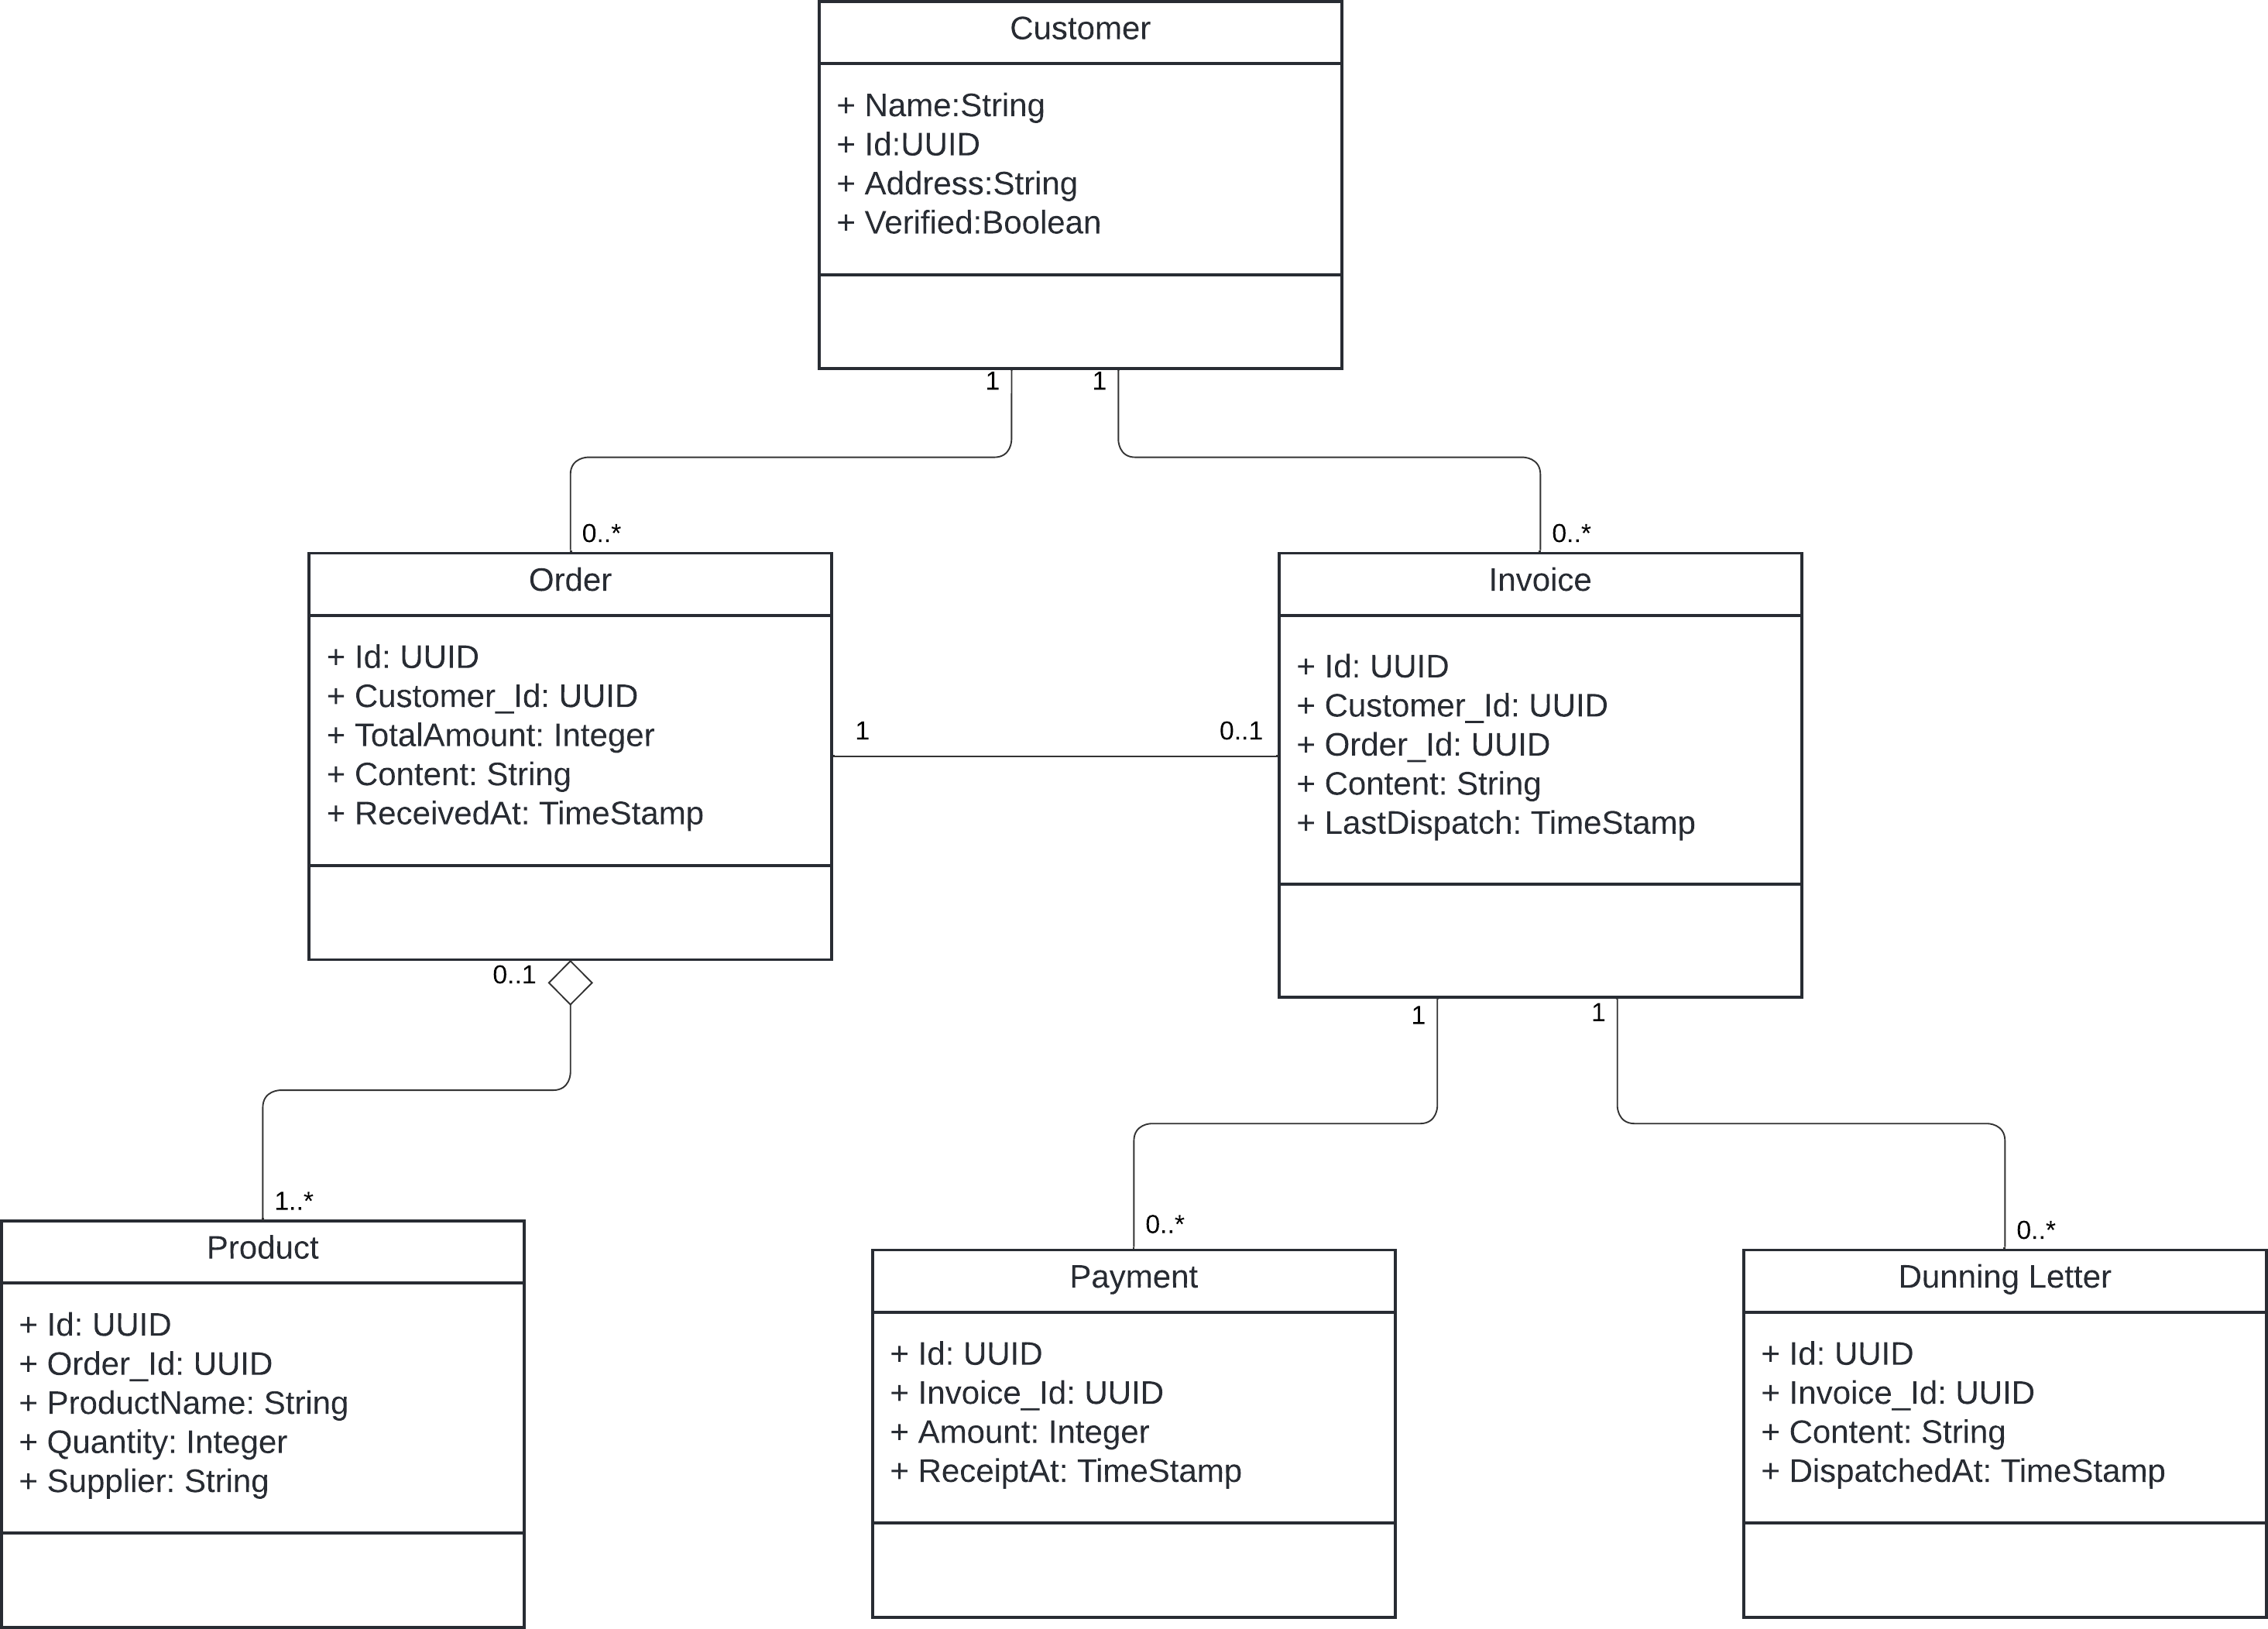 Customer
+ Name:String
+ Id:UUID
+ Address:String
+ Verified:Boolean
1
1
0..*
0..*
Order
+ Id: UUID
+ Customer_Id: UUID
+ TotalAmount: Integer
+ Content: String
+ ReceivedAt: TimeStamp
1
0..1
Invoice
+ Id: UUID
+ Customer_Id: UUID
+ Order_Id: UUID
+ Content: String
+ LastDispatch: TimeStamp
0..1
1
1
1..*
0..*
0..*
Product
+ Id: UUID
+ Order_Id: UUID
+ ProductName: String
+ Quantity: Integer
+ Supplier: String
Payment
+ Id: UUID
+ Invoice_Id: UUID
+ Amount: Integer
+ ReceiptAt: TimeStamp
Dunning Letter
+ Id: UUID
+ Invoice_Id: UUID
+ Content: String
+ DispatchedAt: TimeStamp